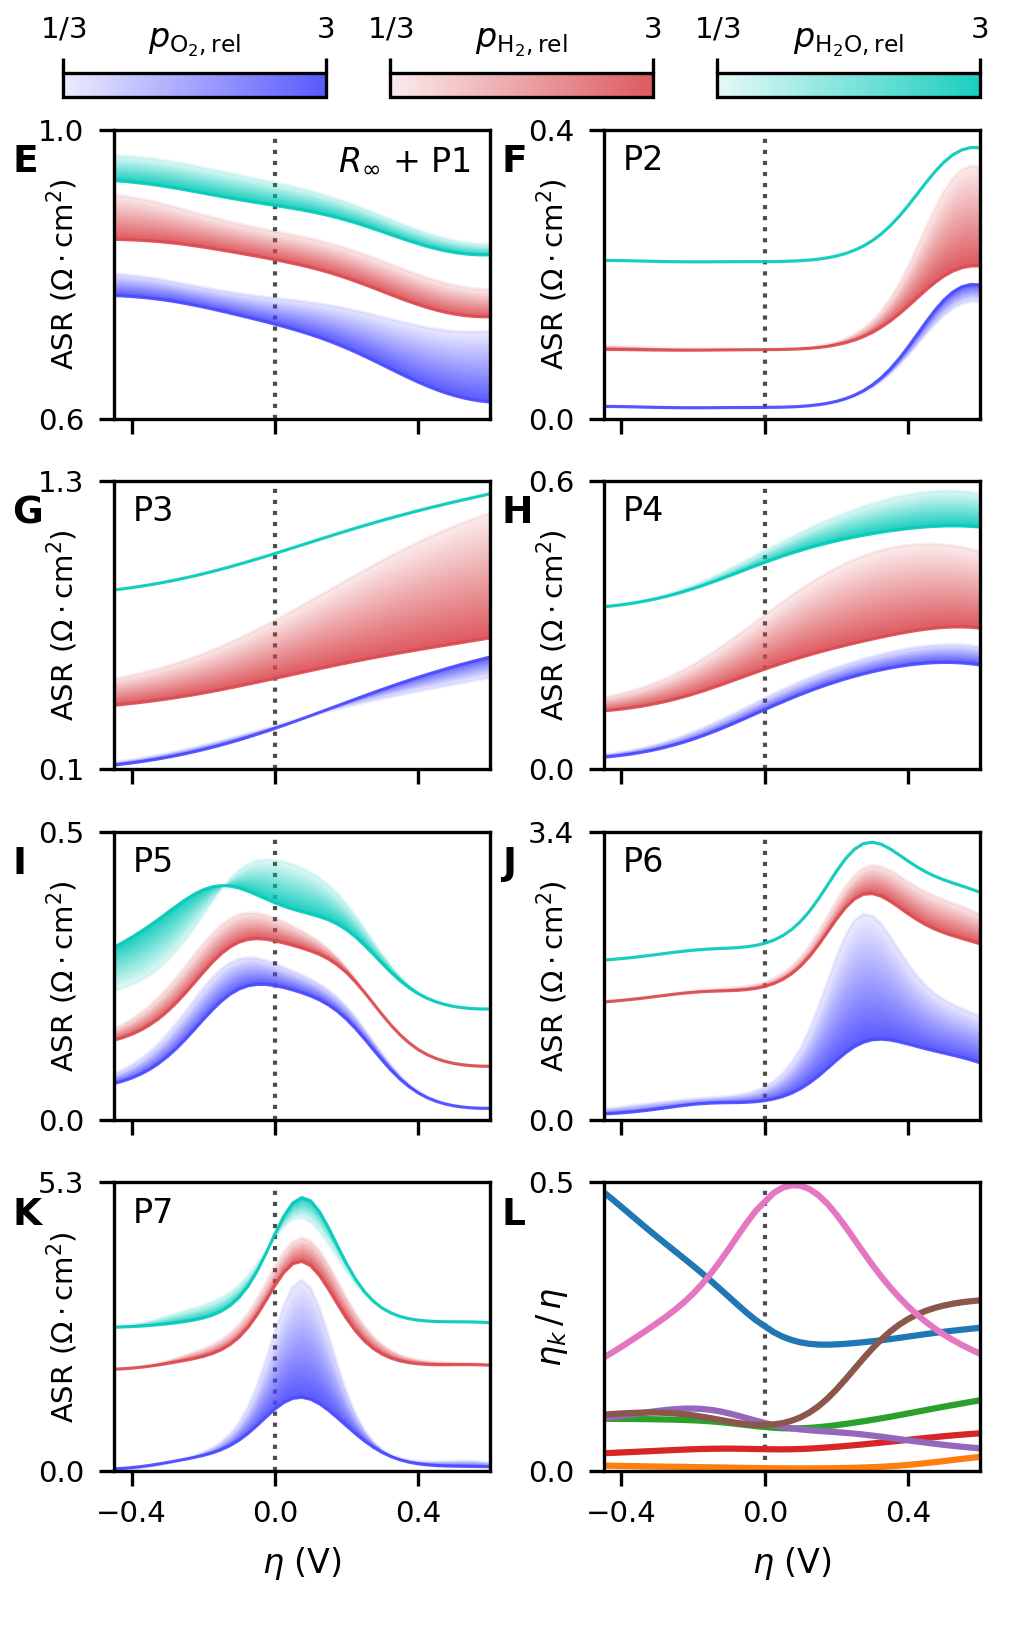 1/3 p_O₂, rel 3 1/3 p_H₂, rel 3 1/3 p_H₂O, rel 3
E
1.0
R∞ + P1
ASR (Ω · cm²)
0.6
F
0.4
P2
ASR (Ω · cm²)
0.0
G
1.3
P3
ASR (Ω · cm²)
0.1
H
0.6
P4
ASR (Ω · cm²)
0.0
I
0.5
P5
ASR (Ω · cm²)
0.0
J
3.4
P6
ASR (Ω · cm²)
0.0
K
5.3
P7
ASR (Ω · cm²)
0.0
−0.4 0.0 0.4
η (V)
L
0.5
ηₖ / η
0.0
−0.4 0.0 0.4
η (V)